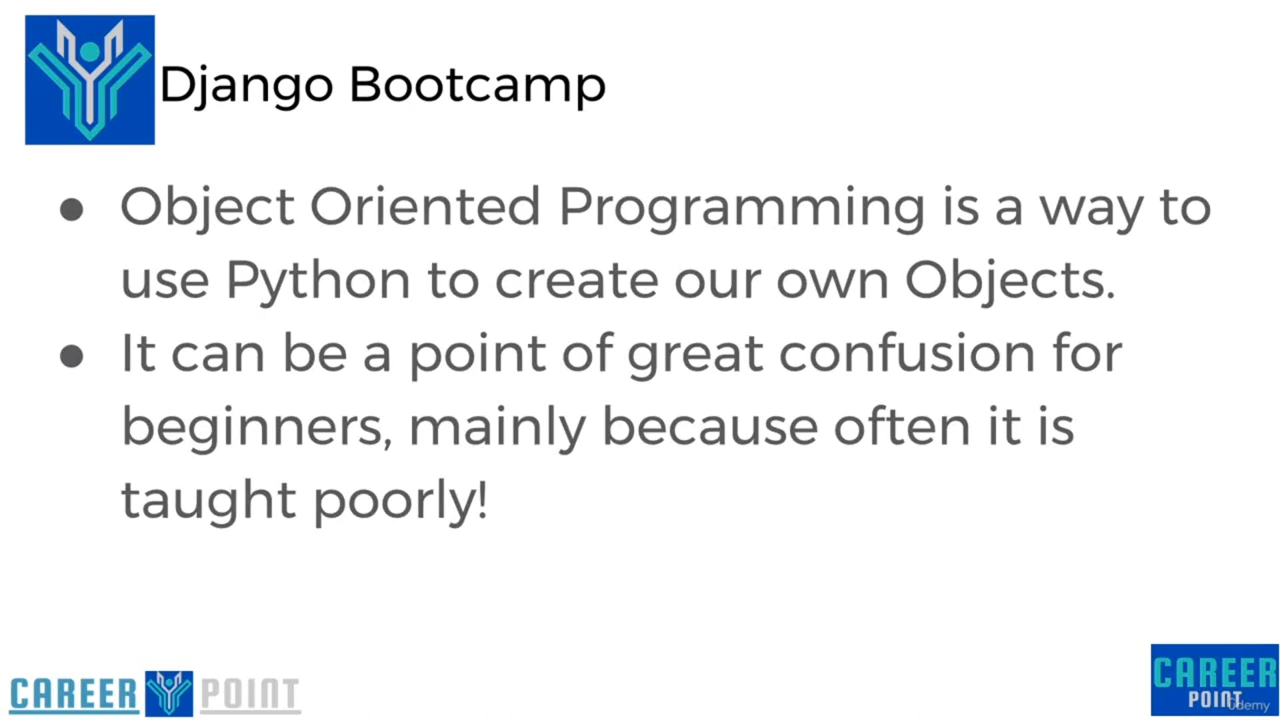 Django Bootcamp
● Object Oriented Programming is a way to
use Python to create our own Objects.
● It can be a point of great confusion for
beginners, mainly because often it is
taught poorly!
CAREER POINT
CAREER
POINT
Udemy